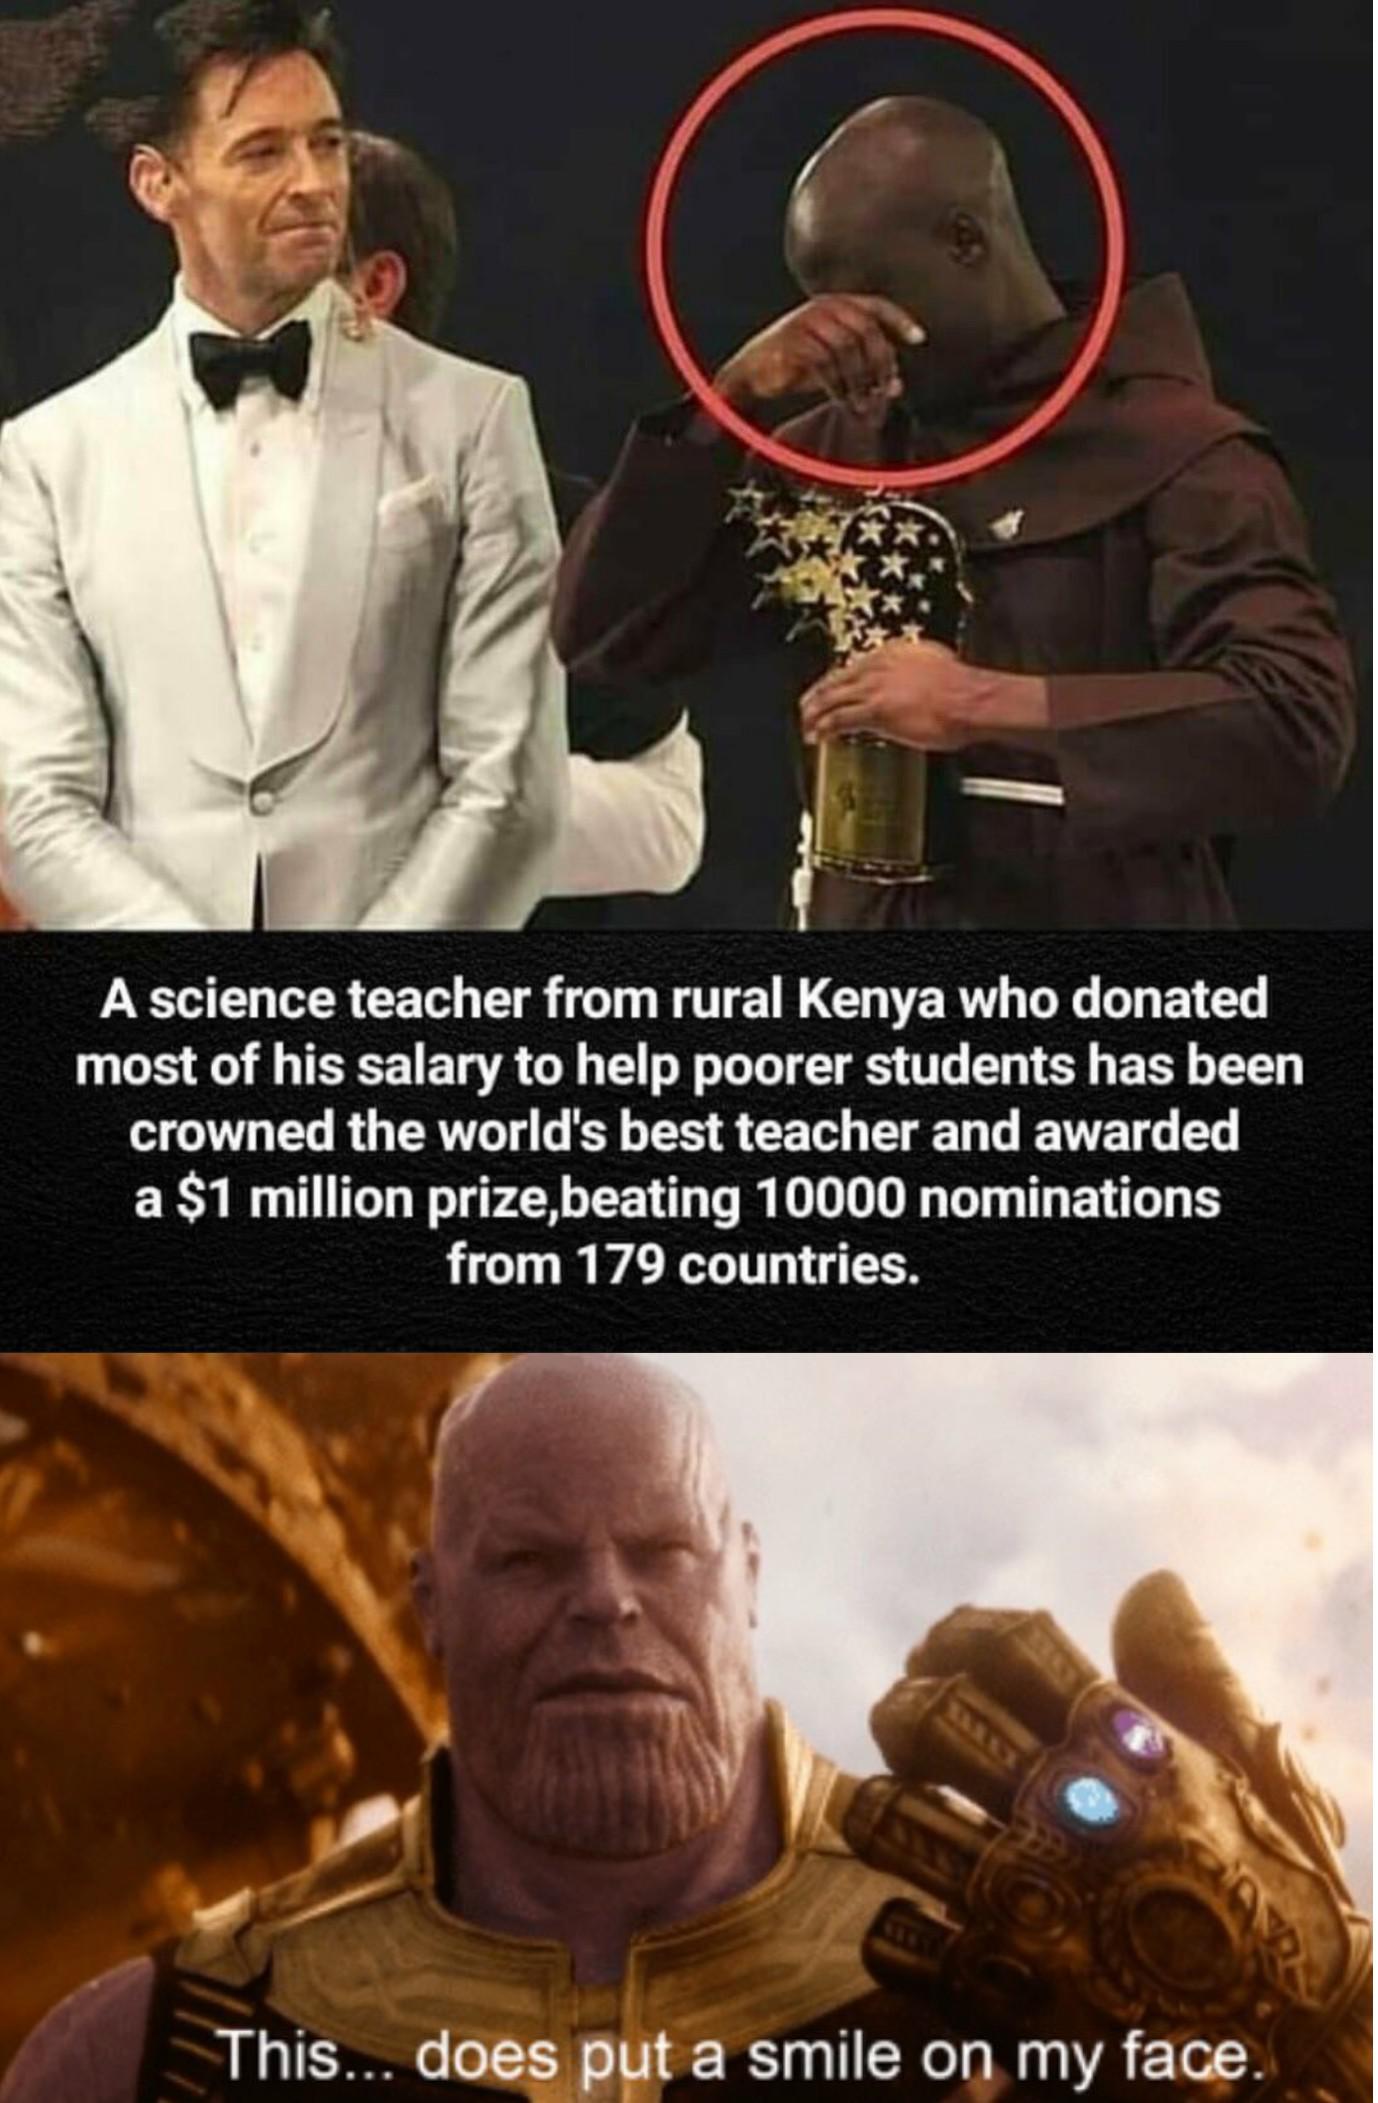 A science teacher from rural Kenya who donated
most of his salary to help poorer students has been
crowned the world's best teacher and awarded
a $1 million prize,beating 10000 nominations
from 179 countries.
This... does put a smile on my face.